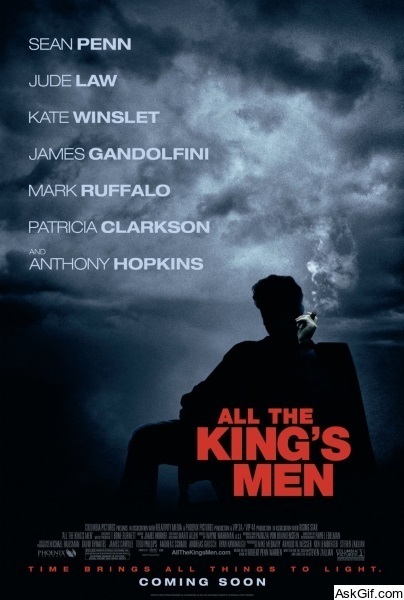 SEAN PENN
JUDE LAW
KATE WINSLET
JAMES GANDOLFINI
MARK RUFFALO
PATRICIA CLARKSON
AND
ANTHONY HOPKINS
ALL THE
KING'S
MEN
PHOENIX
AllTheKingsMen.com
TIME BRINGS ALL THINGS TO LIGHT.
COMING SOON
AskGif.com